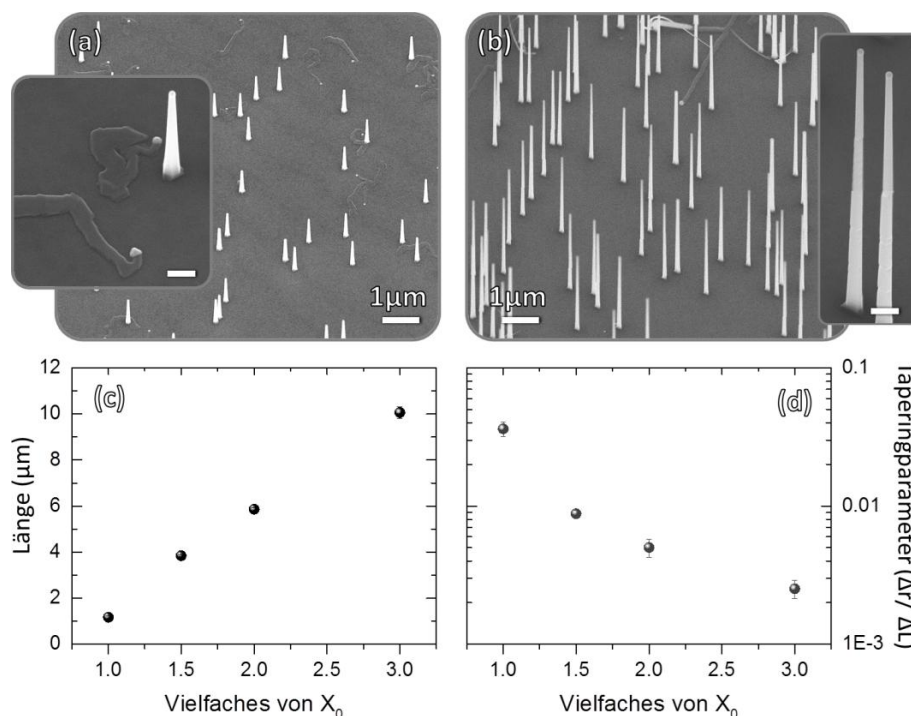 (a)
1µm
(b)
1µm
(c)
Länge (µm)
12
10
8
6
4
2
0
1.0 1.5 2.0 2.5 3.0
Vielfaches von X₀
(d)
0.1
0.01
1E-3
Taperingparameter (Δr/ ΔL)
1.0 1.5 2.0 2.5 3.0
Vielfaches von X₀